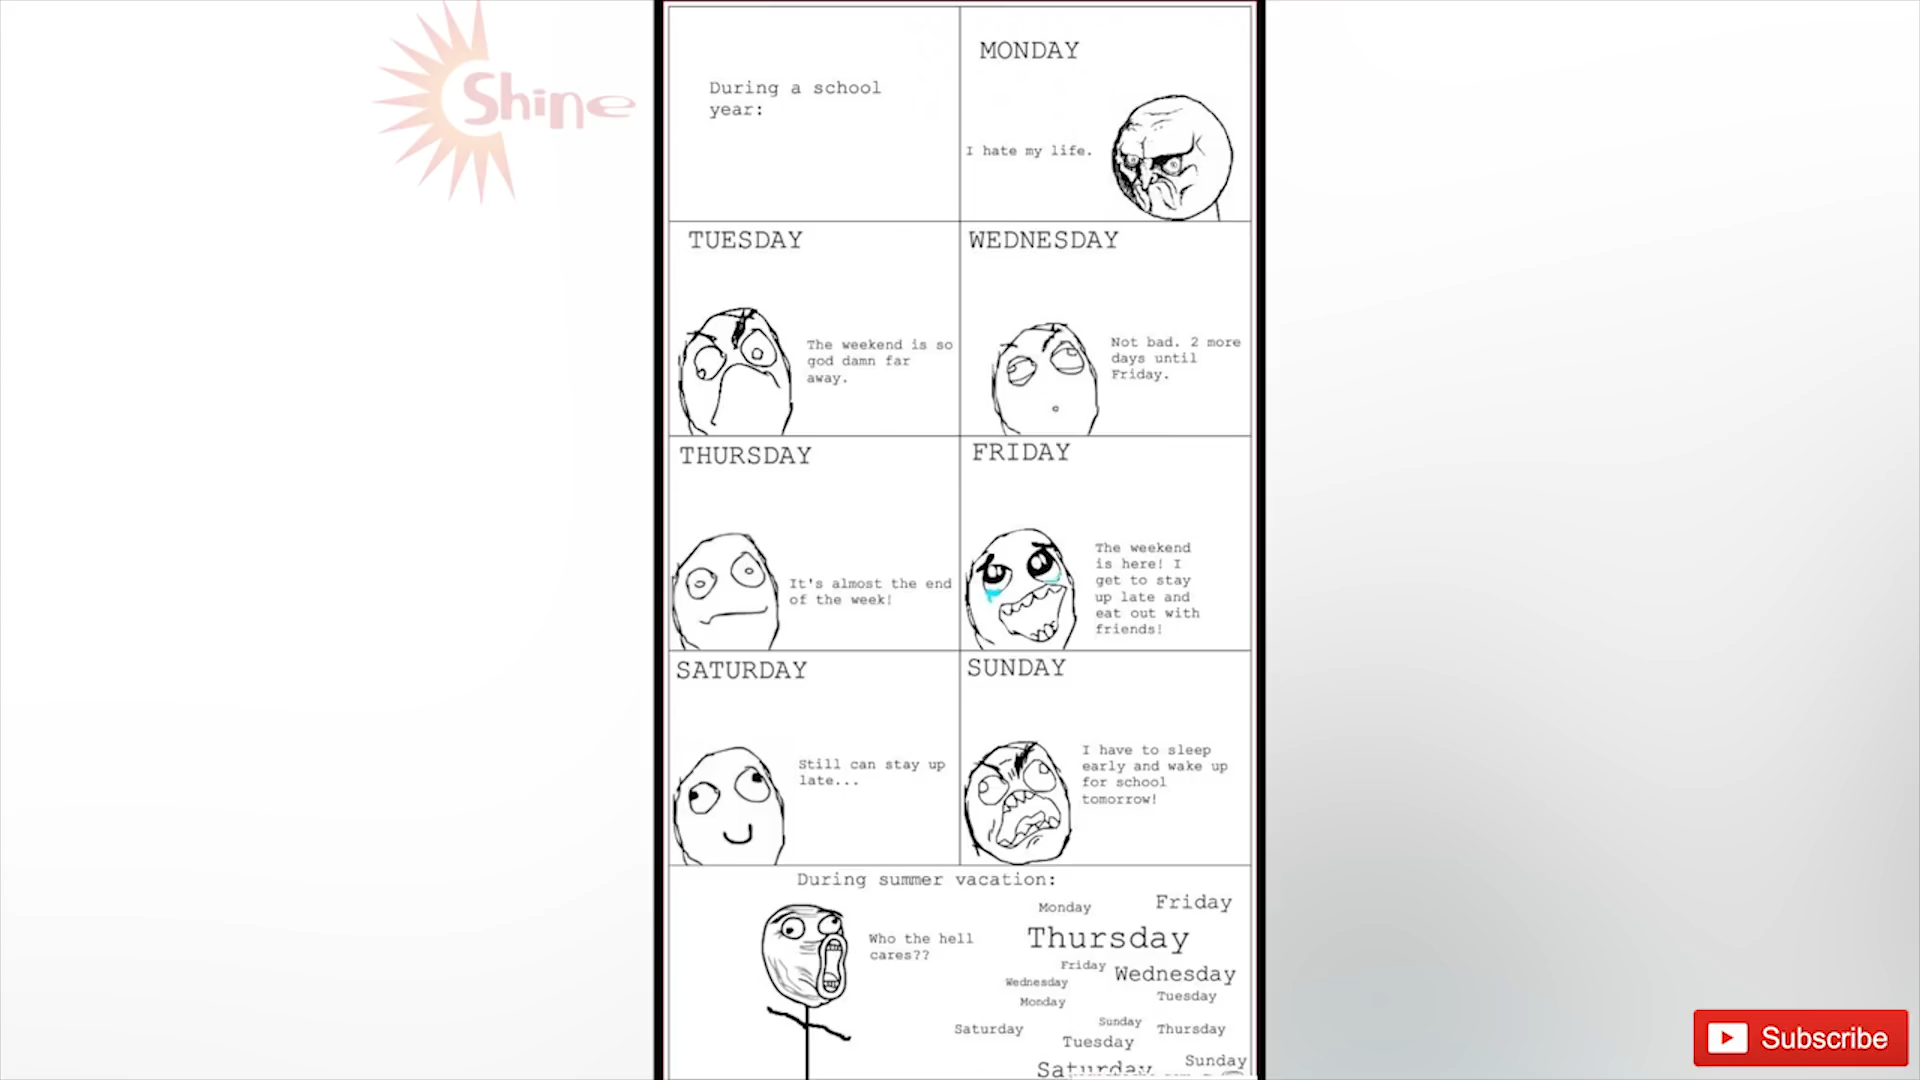 Shine
During a school
year:
MONDAY
I hate my life.
TUESDAY
The weekend is so
god damn far
away.
WEDNESDAY
Not bad. 2 more
days until
Friday.
THURSDAY
It's almost the end
of the week!
FRIDAY
The weekend
is here! I
get to stay
up late and
eat out with
friends!
SATURDAY
Still can stay up
late...
SUNDAY
I have to sleep
early and wake up
for school
tomorrow!
During summer vacation:
Who the hell
cares??
Monday
Friday
Thursday
Friday
Wednesday
Wednesday
Monday
Tuesday
Saturday
Sunday
Thursday
Tuesday
Saturday
Sunday
Subscribe